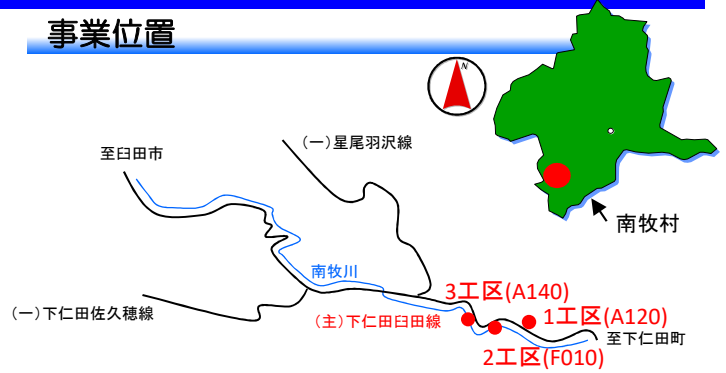 事業位置
N
(一)星尾羽沢線
至臼田市
南牧村
南牧川
3工区(A140)
(一)下仁田佐久穂線
(主)下仁田臼田線
1工区(A120)
至下仁田町
2工区(F010)